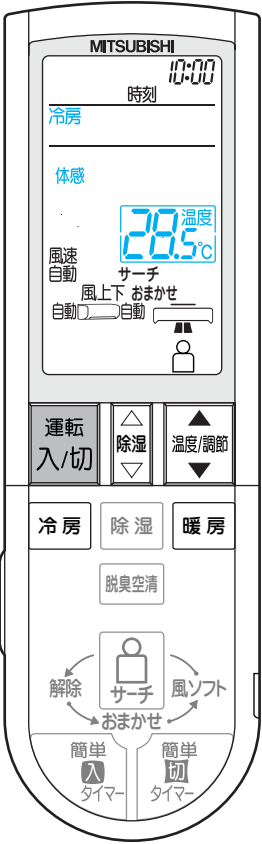 MITSUBISHI
10:00
時刻
冷房
体感
28.5℃ 温度
風速
自動 サーチ
風上下 おまかせ
自動 自動
運転
入/切
△
除湿
▽
▲
温度/調節
▼
冷房 除湿 暖房
脱臭空清
サーチ
解除 風ソフト
おまかせ
簡単 簡単
入 切
タイマー タイマー